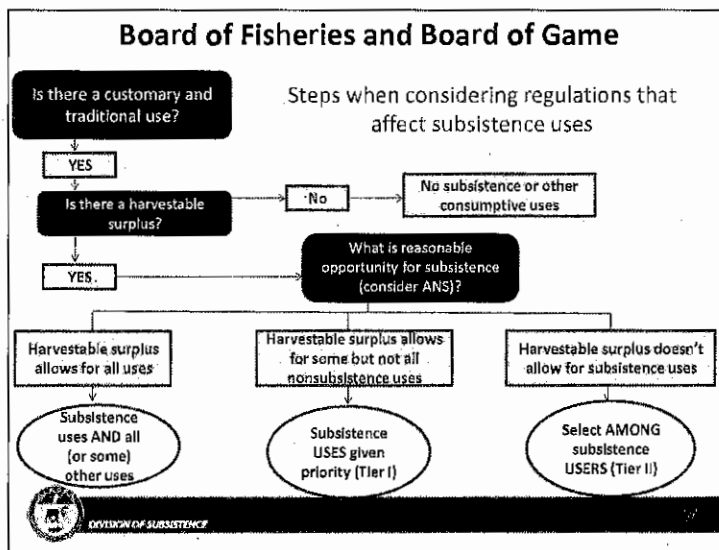 Board of Fisheries and Board of Game
Is there a customary and
traditional use?
Steps when considering regulations that
affect subsistence uses
YES
Is there a harvestable
surplus?
No
No subsistence or other
consumptive uses
YES
What is reasonable
opportunity for subsistence
(consider ANS)?
Harvestable surplus
allows for all uses
Harvestable surplus allows
for some but not all
nonsubsistence uses
Harvestable surplus doesn't
allow for subsistence uses
Subsistence
uses AND all
(or some)
other uses
Subsistence
USES given
priority (Tier I)
Select AMONG
subsistence
USERS (Tier II)
DIVISION OF SUBSISTENCE